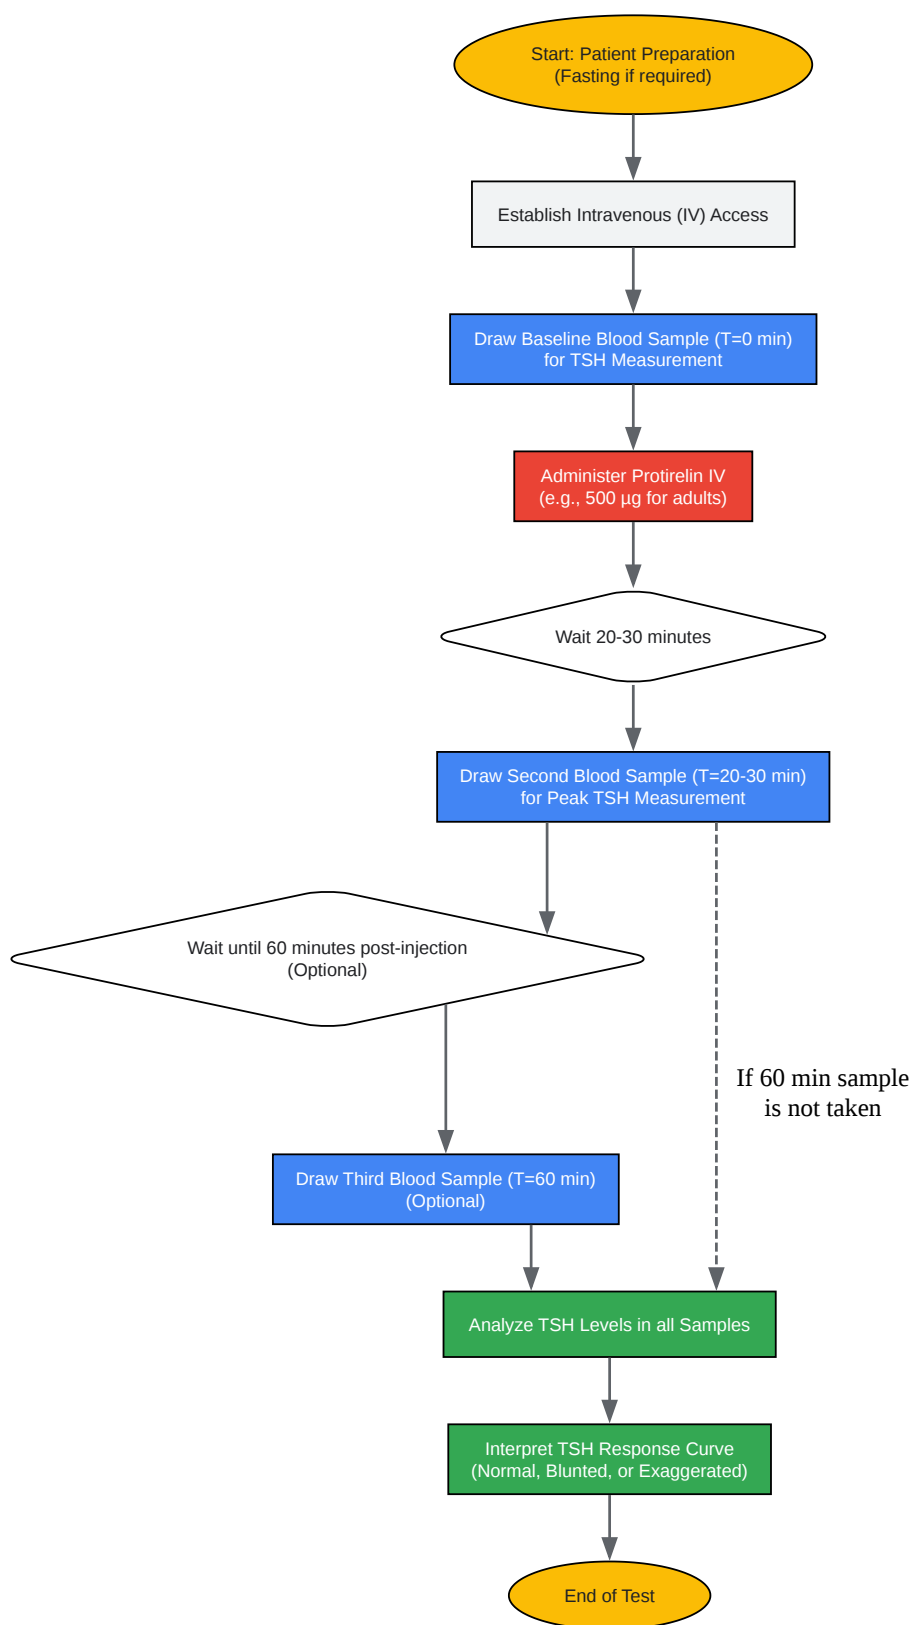 Start: Patient Preparation
(Fasting if required)
Establish Intravenous (IV) Access
Draw Baseline Blood Sample (T=0 min)
for TSH Measurement
Administer Protirelin IV
(e.g., 500 µg for adults)
Wait 20-30 minutes
Draw Second Blood Sample (T=20-30 min)
for Peak TSH Measurement
Wait until 60 minutes post-injection
(Optional)
If 60 min sample
is not taken
Draw Third Blood Sample (T=60 min)
(Optional)
Analyze TSH Levels in all Samples
Interpret TSH Response Curve
(Normal, Blunted, or Exaggerated)
End of Test